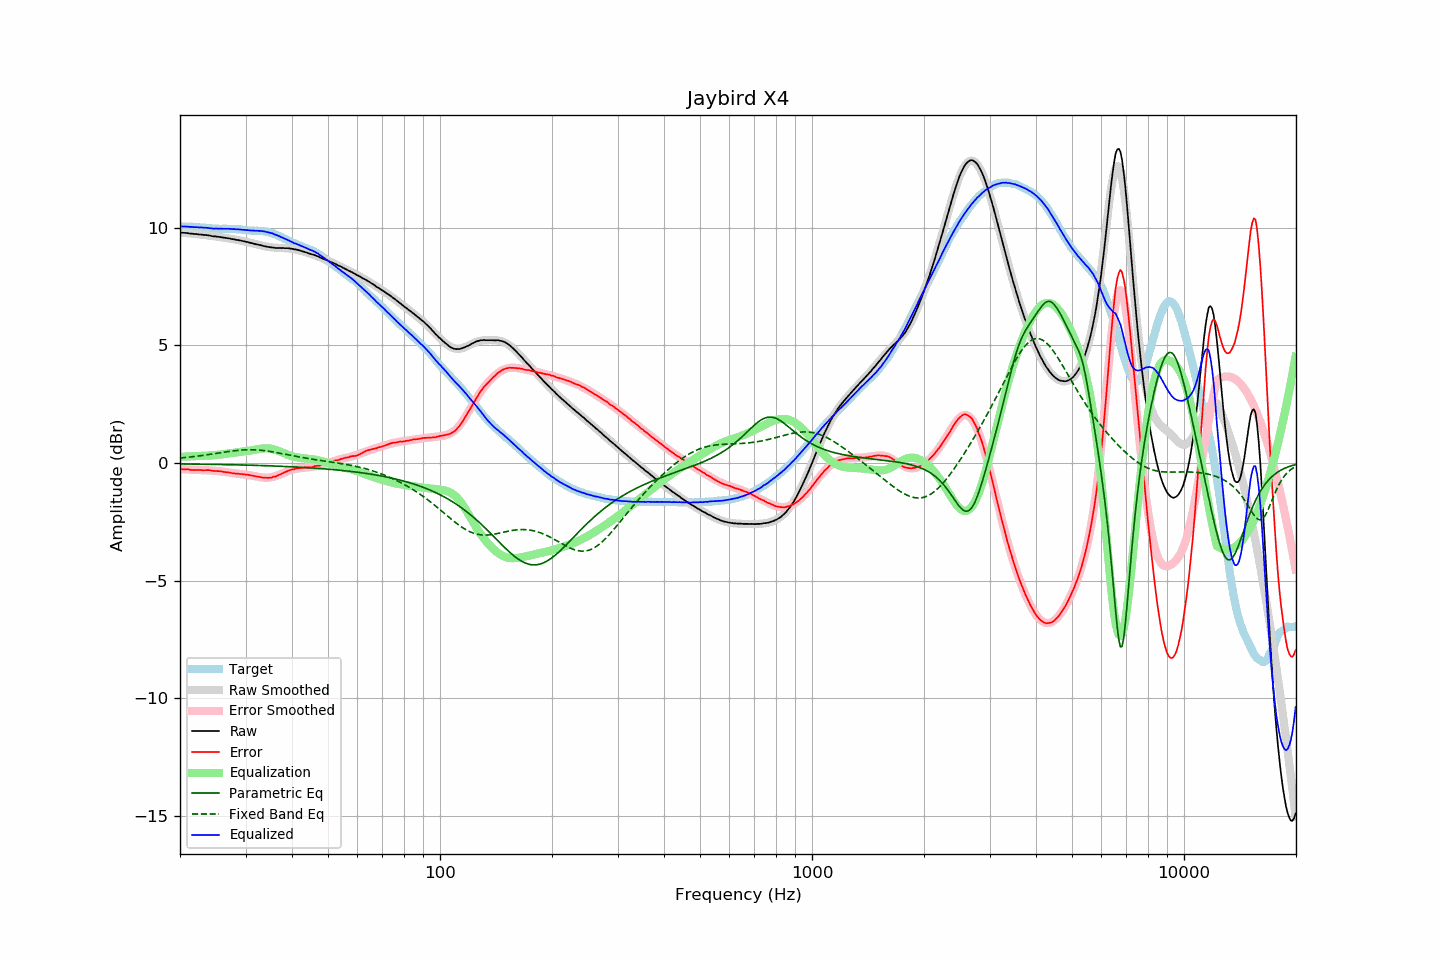 Jaybird X4
Amplitude (dBr)
10
5
0
−5
−10
−15
Target
Raw Smoothed
Error Smoothed
Raw
Error
Equalization
Parametric Eq
Fixed Band Eq
Equalized
100
1000
10000
Frequency (Hz)